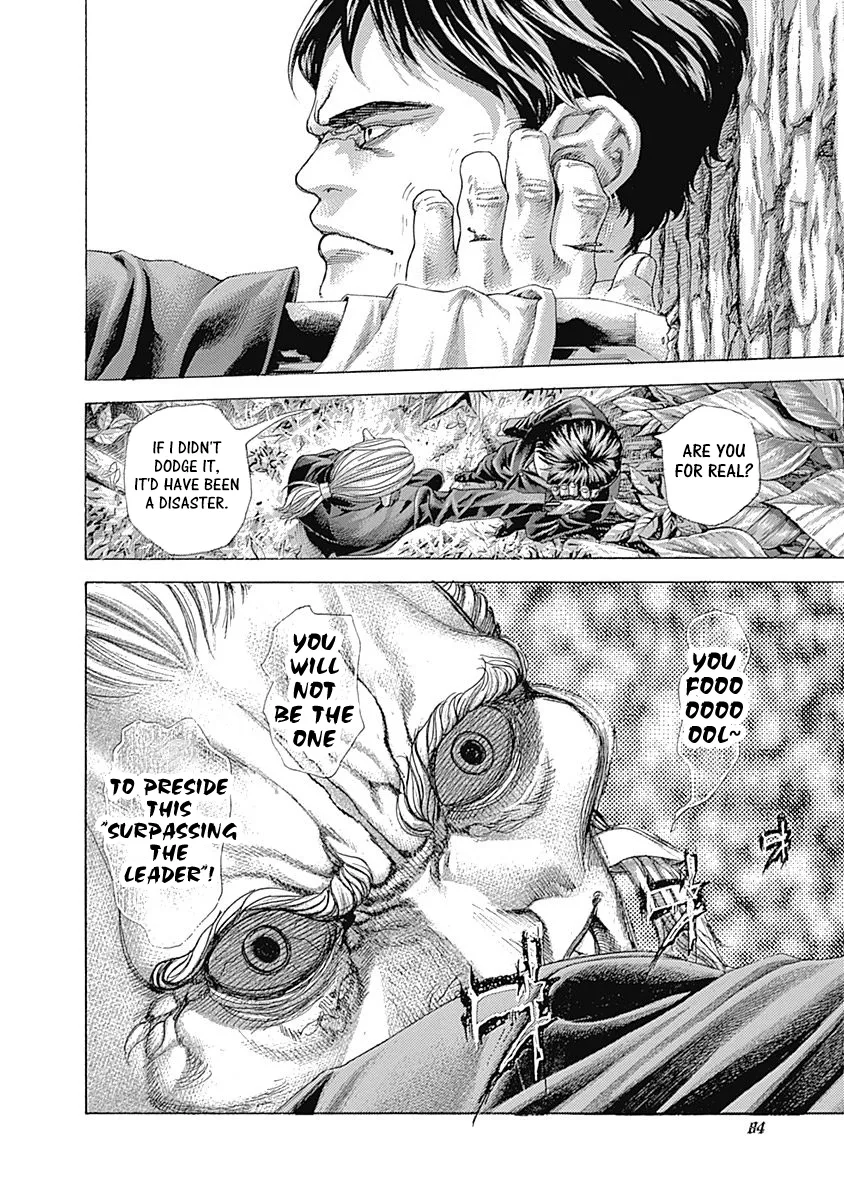 ARE YOU
FOR REAL?
IF I DIDN'T
DODGE IT,
IT'D HAVE BEEN
A DISASTER.
YOU
FOOO
OOOOO
OOL~
YOU
WILL
NOT
BE THE
ONE
TO PRESIDE
THIS
"SURPASSING
THE
LEADER"!
84